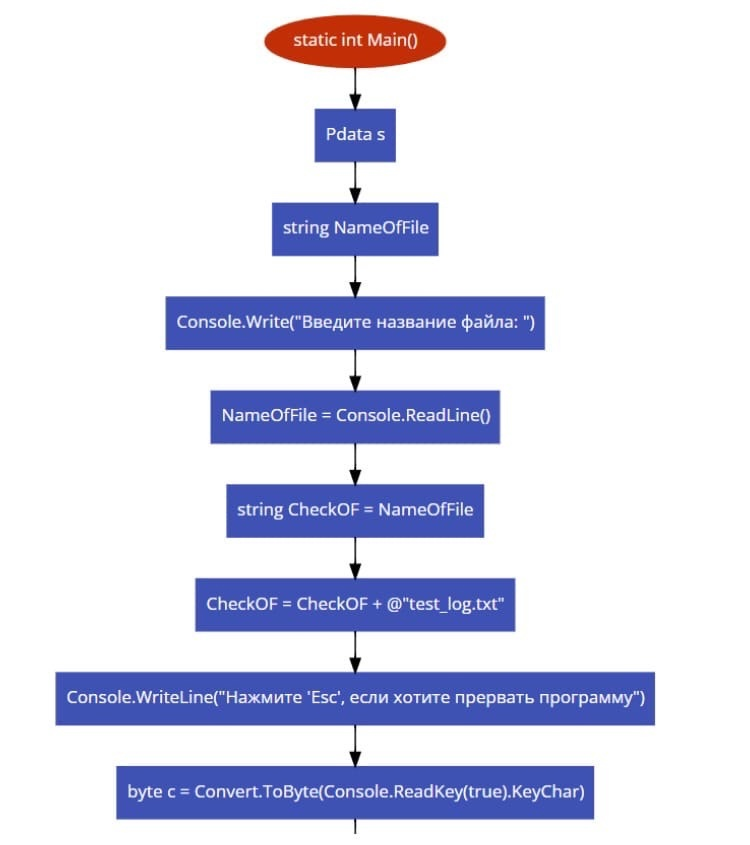 static int Main()
Pdata s
string NameOfFile
Console.Write("Введите название файла: ")
NameOfFile = Console.ReadLine()
string CheckOF = NameOfFile
CheckOF = CheckOF + @"test_log.txt"
Console.WriteLine("Нажмите 'Esc', если хотите прервать программу")
byte c = Convert.ToByte(Console.ReadKey(true).KeyChar)